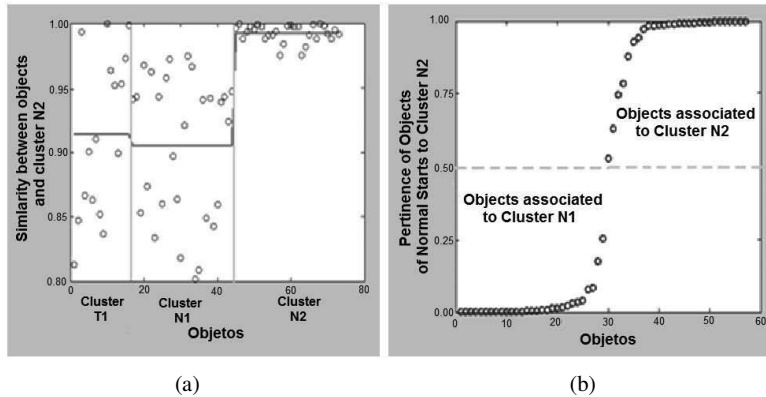 Similarity between objects
and cluster N2
1.00
0.95
0.90
0.85
0.80
0
20
40
60
80
Cluster
T1
Cluster
N1
Cluster
N2
Objetos
(a)
Pertinence of Objects
of Normal Starts to Cluster N2
1.00
0.75
0.50
0.25
0.00
Objects associated
to Cluster N2
Objects associated
to Cluster N1
0
10
20
30
40
50
60
Objetos
(b)